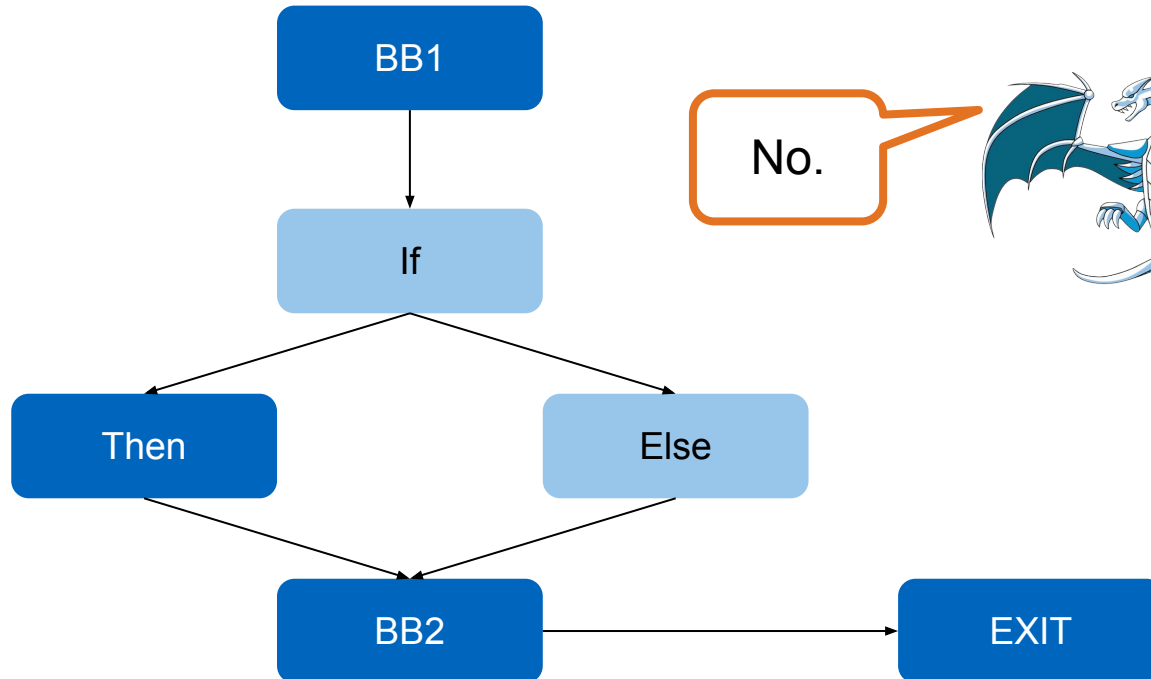 BB1
No.
If
Then
Else
BB2
EXIT